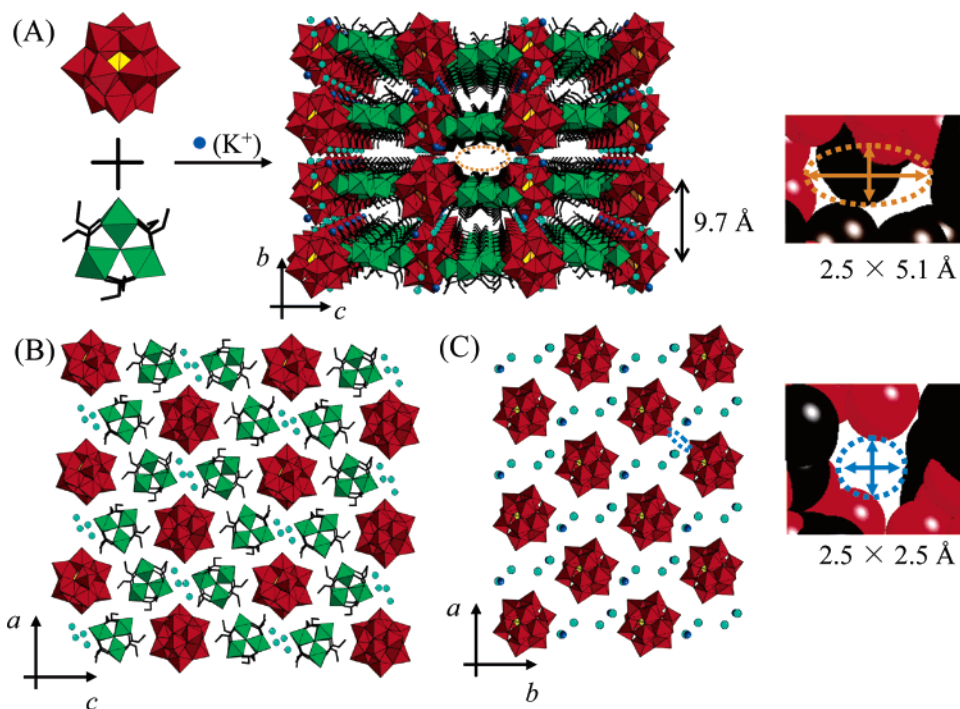 (A)
(K⁺)
9.7 Å
b
c
2.5 × 5.1 Å
(B)
a
c
(C)
a
b
2.5 × 2.5 Å